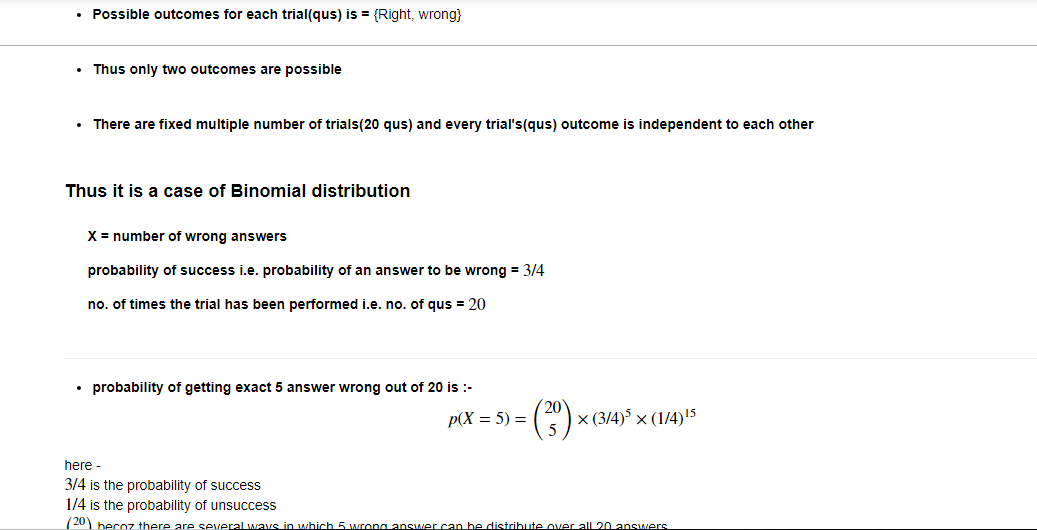 • Possible outcomes for each trial(qus) is = {Right, wrong}
• Thus only two outcomes are possible
• There are fixed multiple number of trials(20 qus) and every trial's(qus) outcome is independent to each other
Thus it is a case of Binomial distribution
X = number of wrong answers
probability of success i.e. probability of an answer to be wrong = 3/4
no. of times the trial has been performed i.e. no. of qus = 20
• probability of getting exact 5 answer wrong out of 20 is :-
p(X = 5) = (20 5) × (3/4)⁵ × (1/4)¹⁵
here -
3/4 is the probability of success
1/4 is the probability of unsuccess
(20) becoz there are several ways in which 5 wrong answer can be distribute over all 20 answers